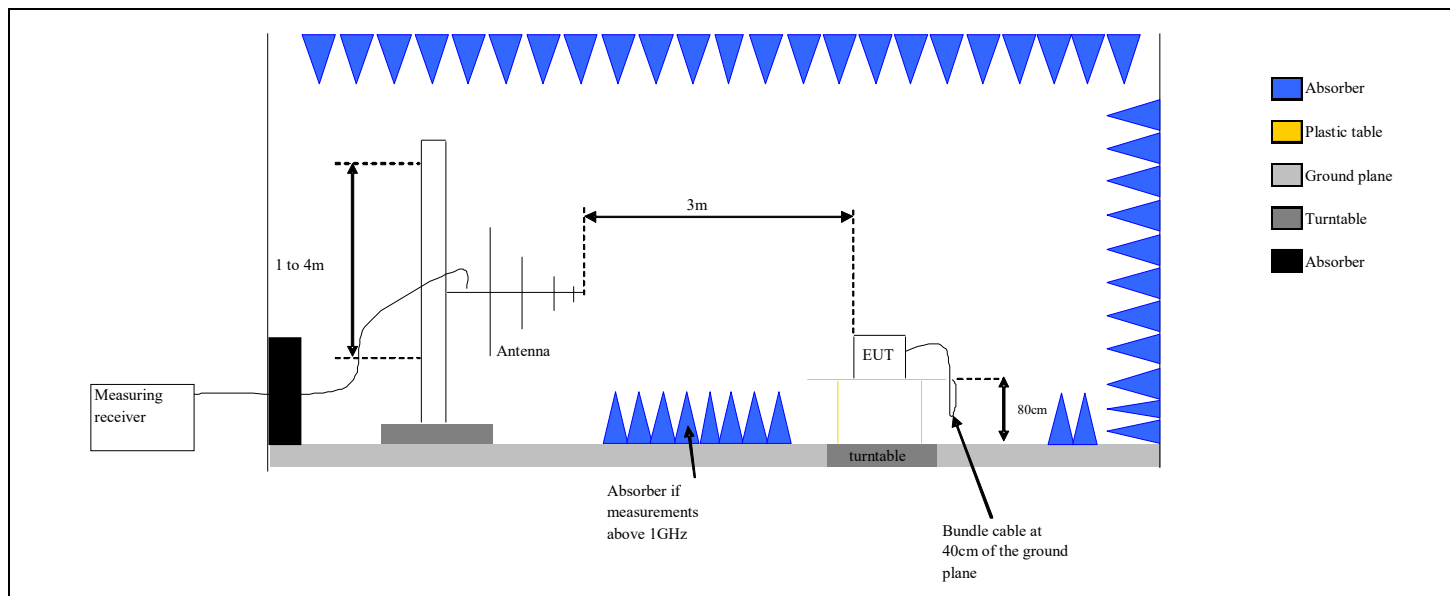 Absorber
Plastic table
Ground plane
Turntable
Absorber
3m
1 to 4m
Antenna
EUT
Measuring
receiver
80cm
turntable
Absorber if
measurements
above 1GHz
Bundle cable at
40cm of the ground
plane